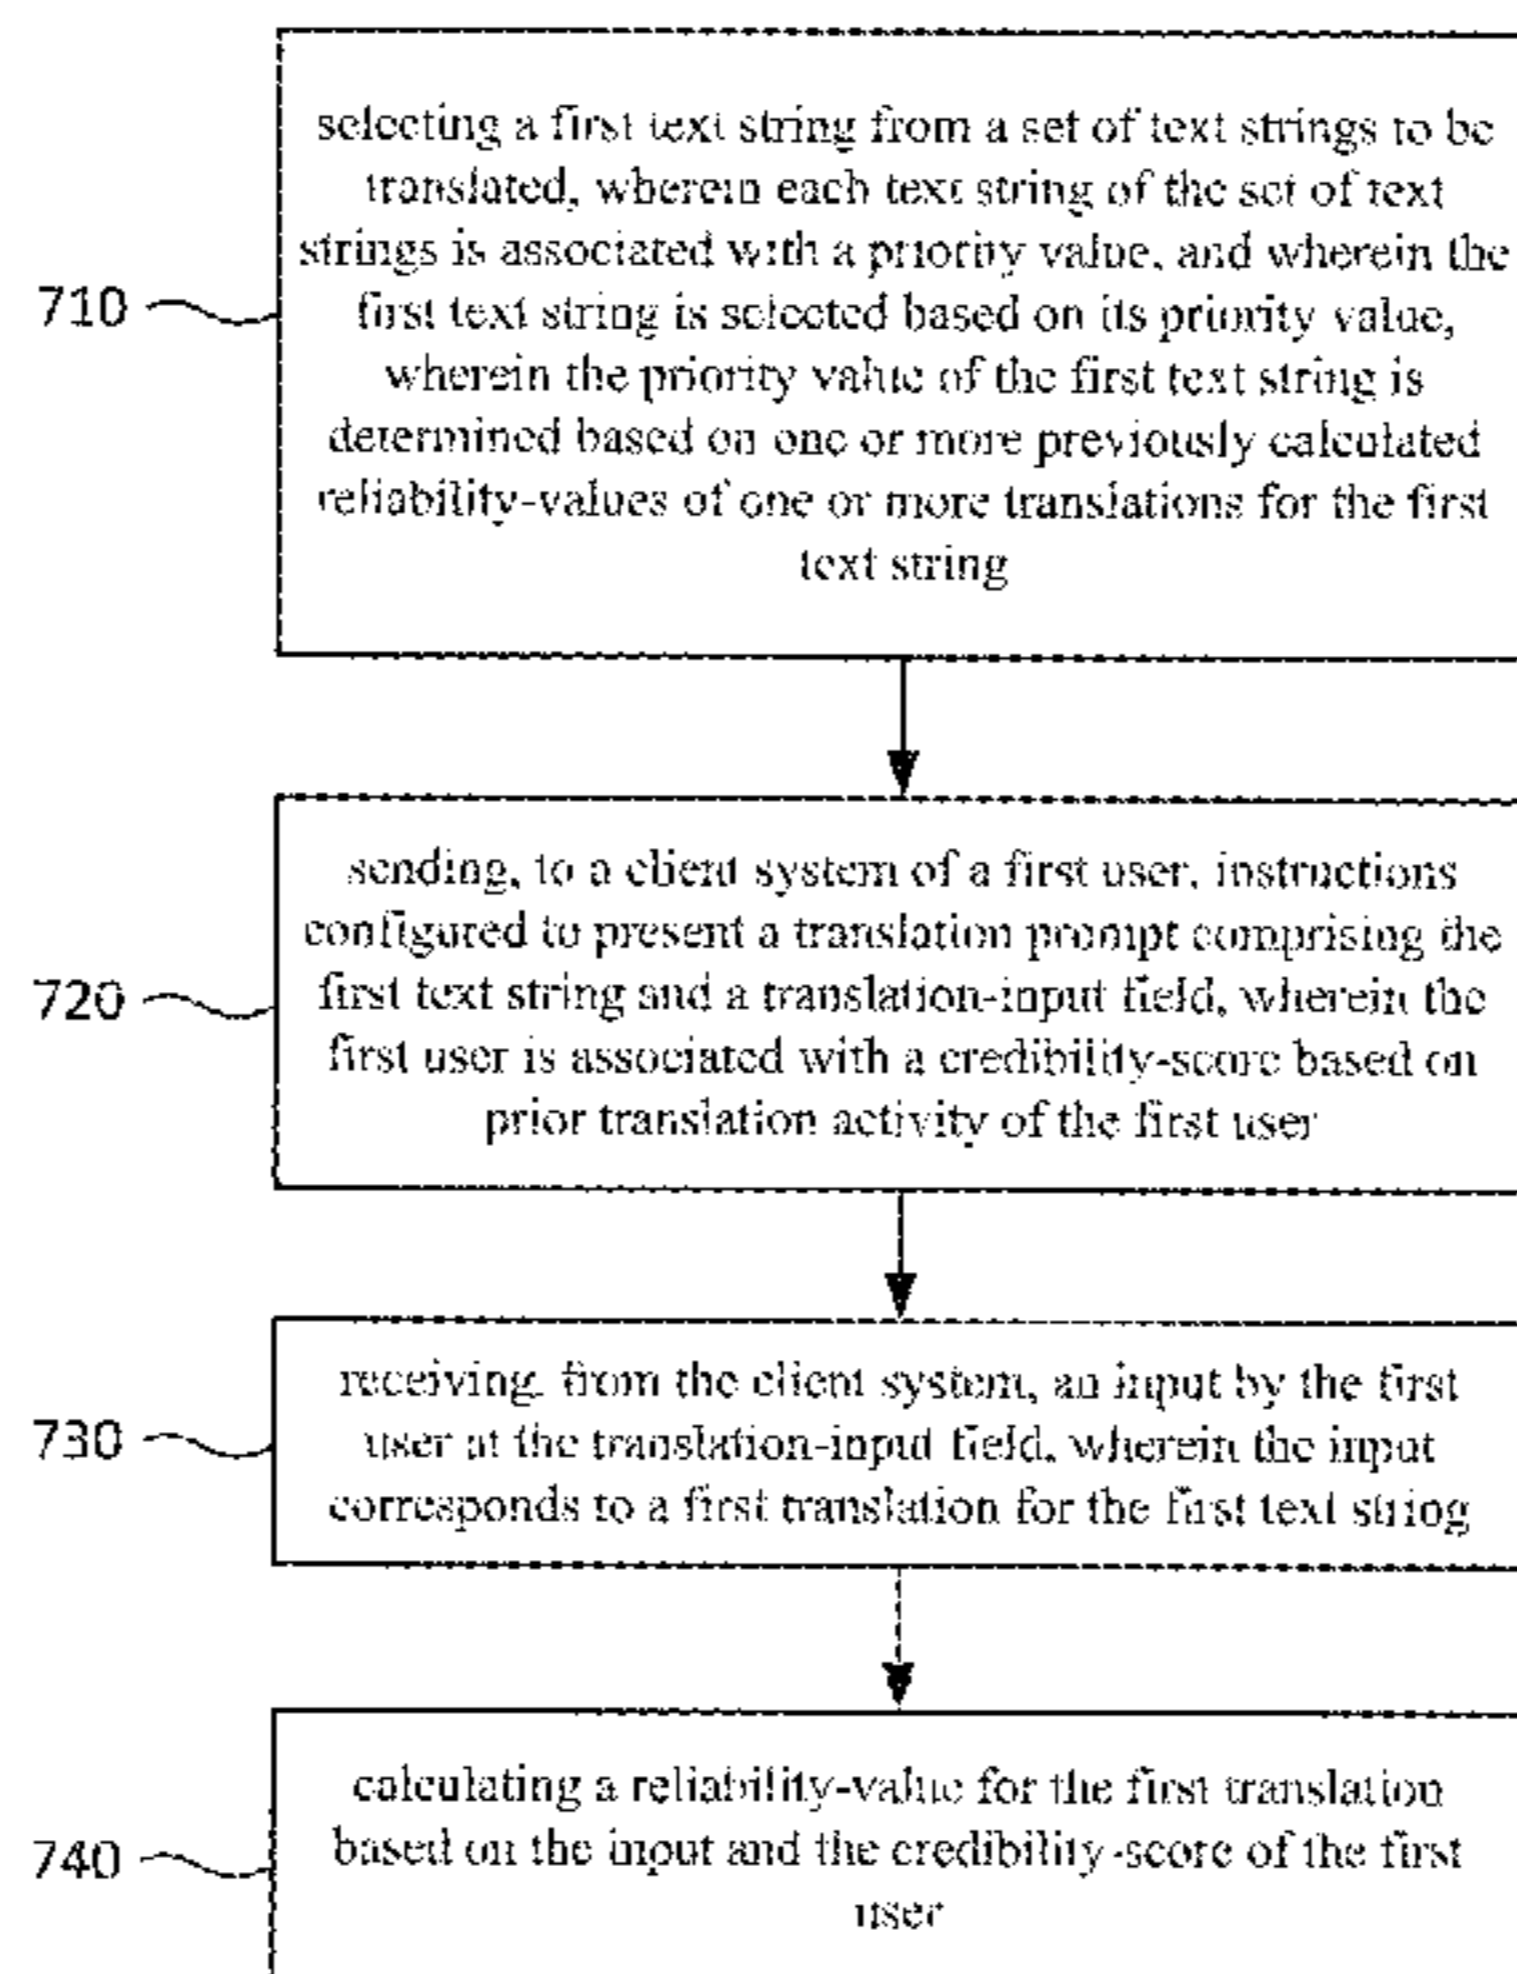 selecting a first text string from a set of text strings to be
translated, wherein each text string of the set of text
strings is associated with a priority value, and wherein the
710
first text string is selected based on its priority value,
wherein the priority value of the first text string is
determined based on one or more previously calculated
reliability-values of one or more translations for the first
text string
sending, to a client system of a first user, instructions
configured to present a translation prompt comprising the
720
first text string and a translation-input field, wherein the
first user is associated with a credibility-score based on
prior translation activity of the first user
receiving, from the client system, an input by the first
730
user at the translation-input field, wherein the input
corresponds to a first translation for the first text string
calculating a reliability-value for the first translation
740
based on the input and the credibility-score of the first
user